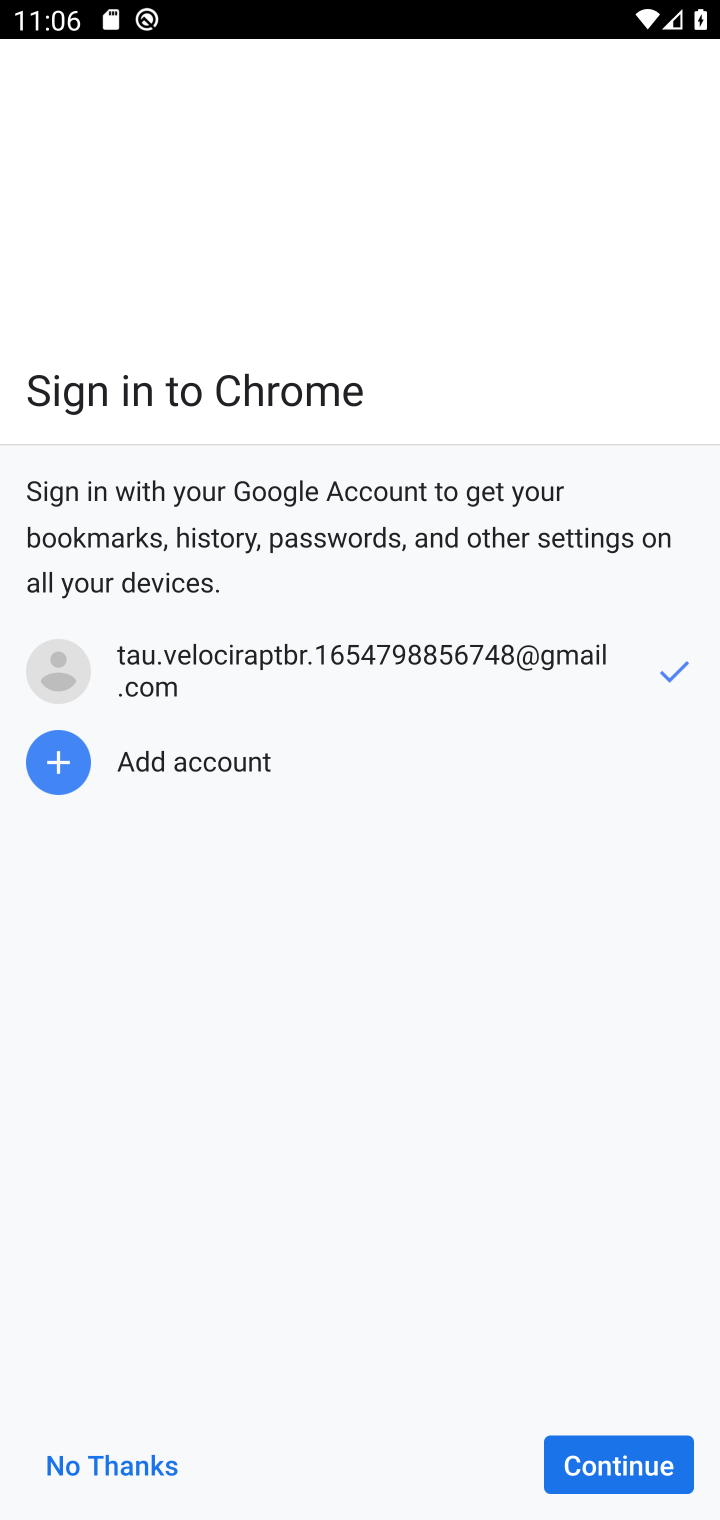 11:06
Sign in to Chrome
Sign in with your Google Account to get your
bookmarks, history, passwords, and other settings on
all your devices.
tau.velociraptbr.1654798856748@gmail
.com
Add account
No Thanks
Continue